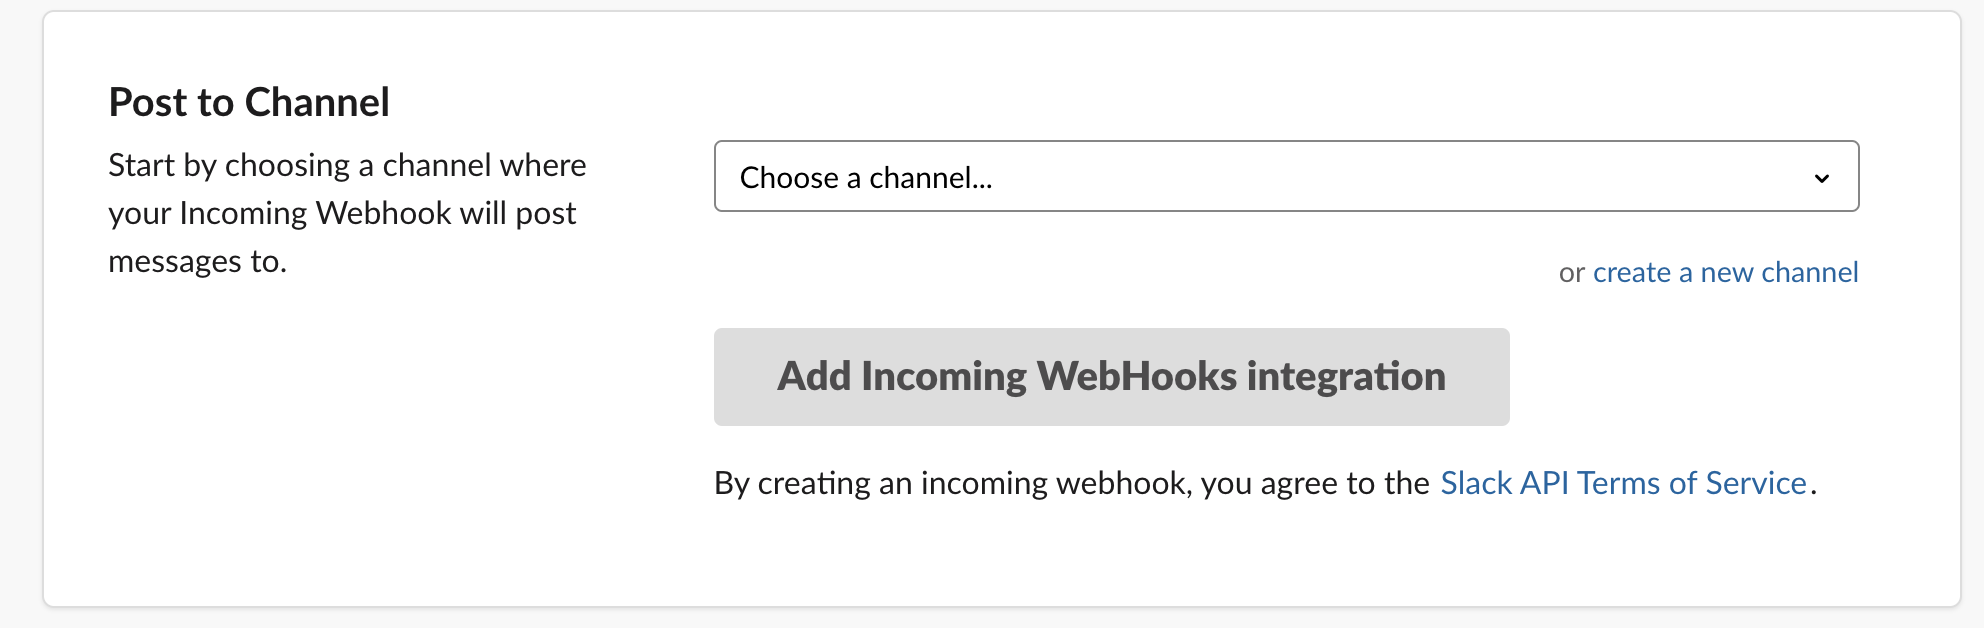 Post to Channel
Start by choosing a channel where
your Incoming Webhook will post
messages to.
Choose a channel...
or create a new channel
Add Incoming WebHooks integration
By creating an incoming webhook, you agree to the Slack API Terms of Service.